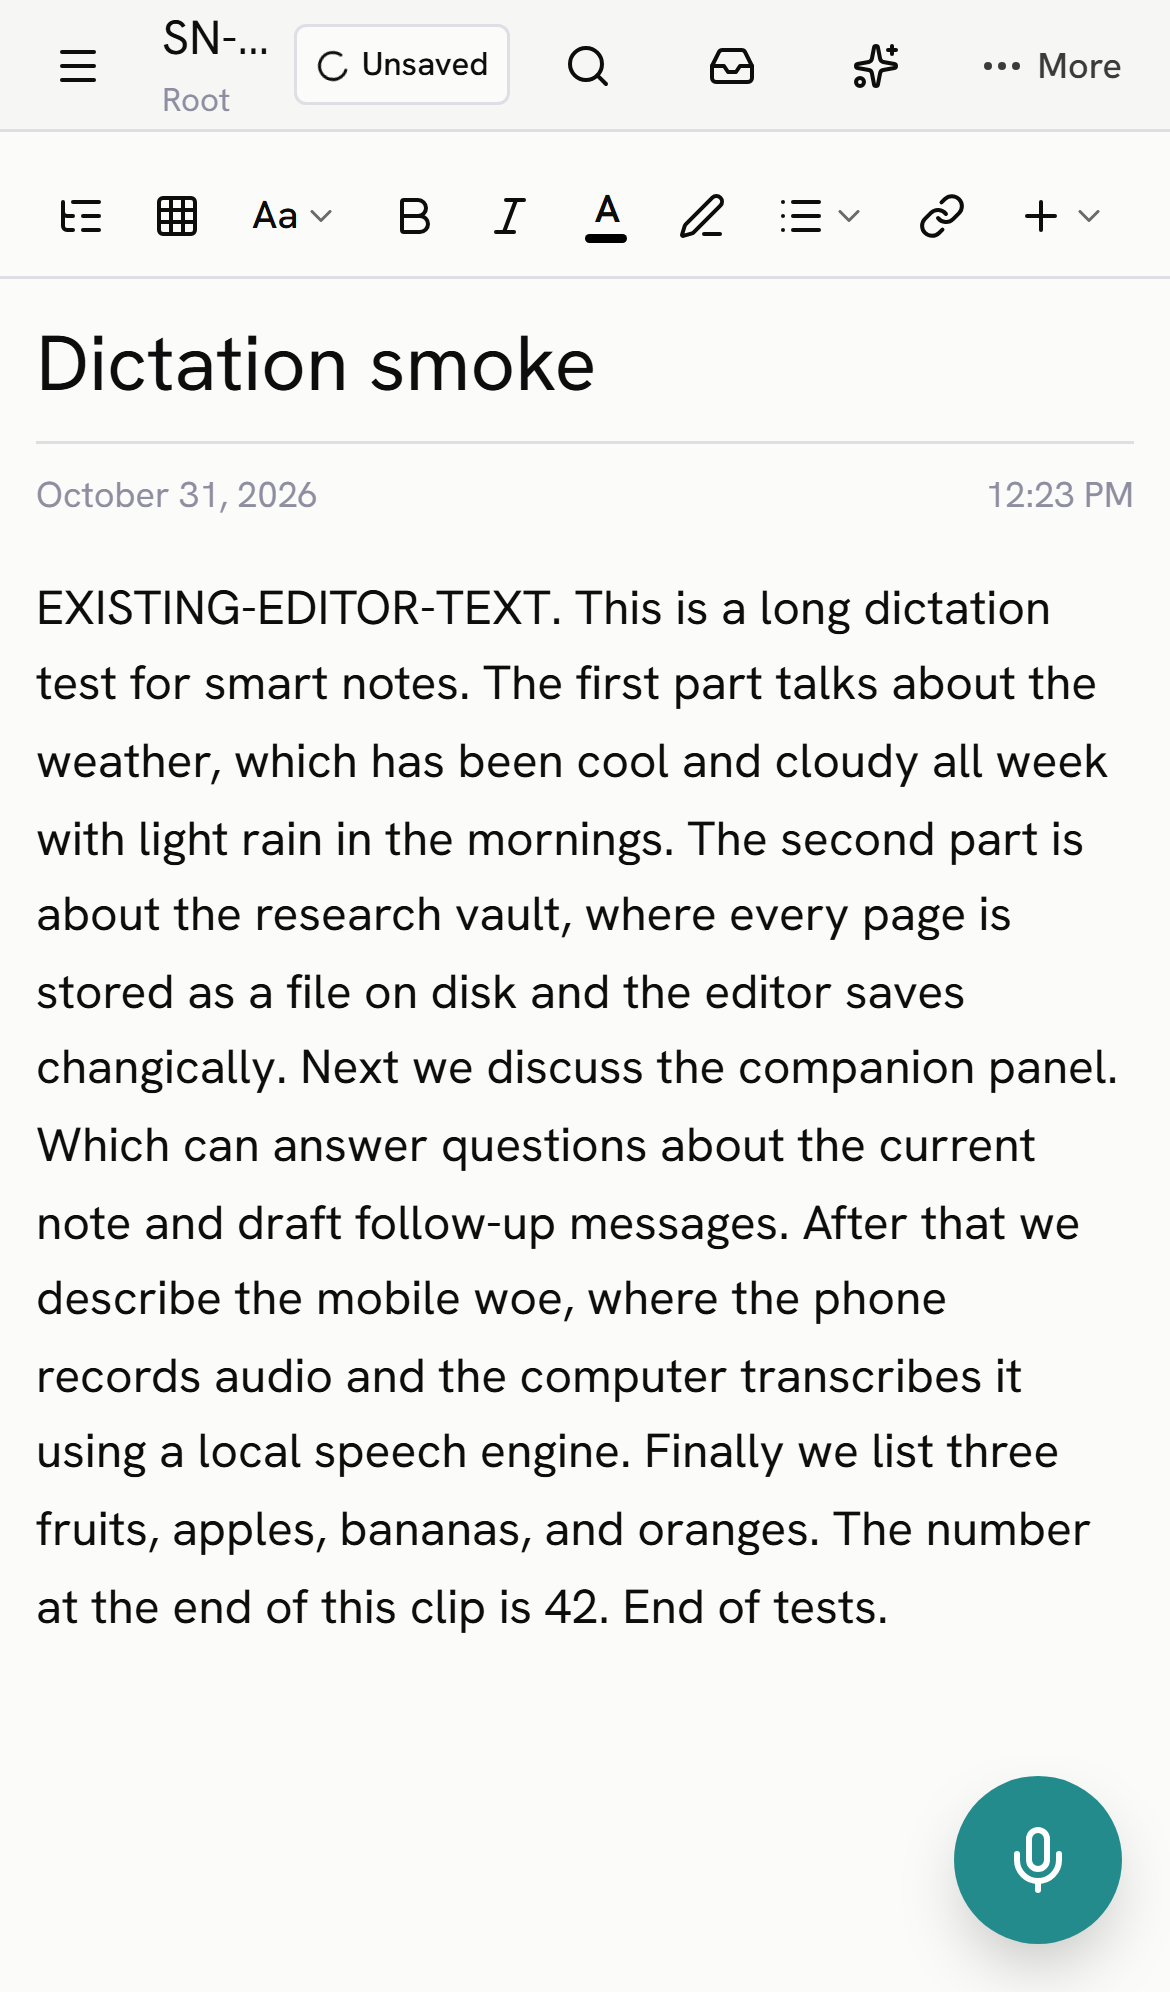 SN-...
Root
Unsaved
More
Aa
B
I
A
Dictation smoke
October 31, 2026
12:23 PM
EXISTING-EDITOR-TEXT. This is a long dictation
test for smart notes. The first part talks about the
weather, which has been cool and cloudy all week
with light rain in the mornings. The second part is
about the research vault, where every page is
stored as a file on disk and the editor saves
changically. Next we discuss the companion panel.
Which can answer questions about the current
note and draft follow-up messages. After that we
describe the mobile woe, where the phone
records audio and the computer transcribes it
using a local speech engine. Finally we list three
fruits, apples, bananas, and oranges. The number
at the end of this clip is 42. End of tests.